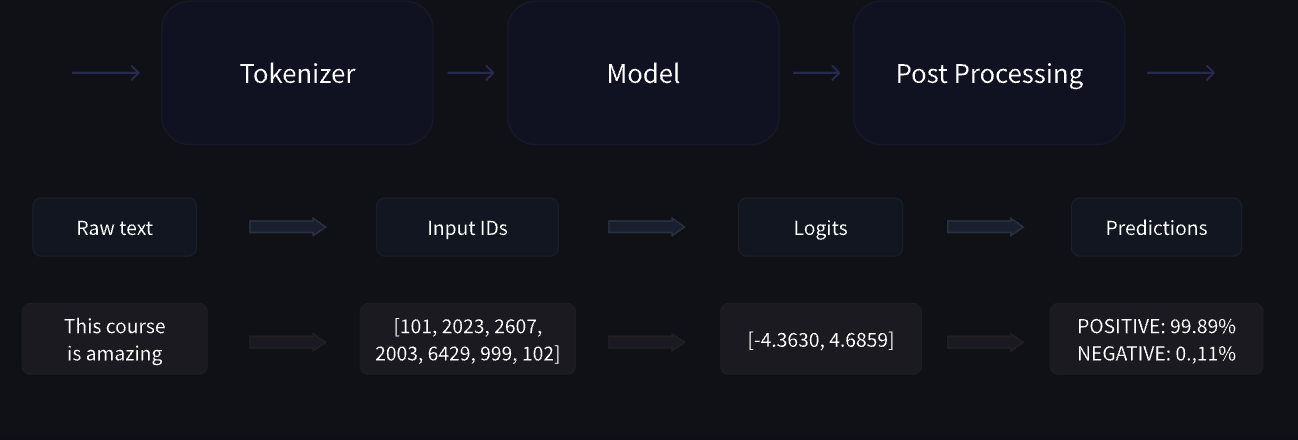 Tokenizer
Model
Post Processing
Raw text
Input IDs
Logits
Predictions
This course
is amazing
[101, 2023, 2607,
2003, 6429, 999, 102]
[-4.3630, 4.6859]
POSITIVE: 99.89%
NEGATIVE: 0.,11%